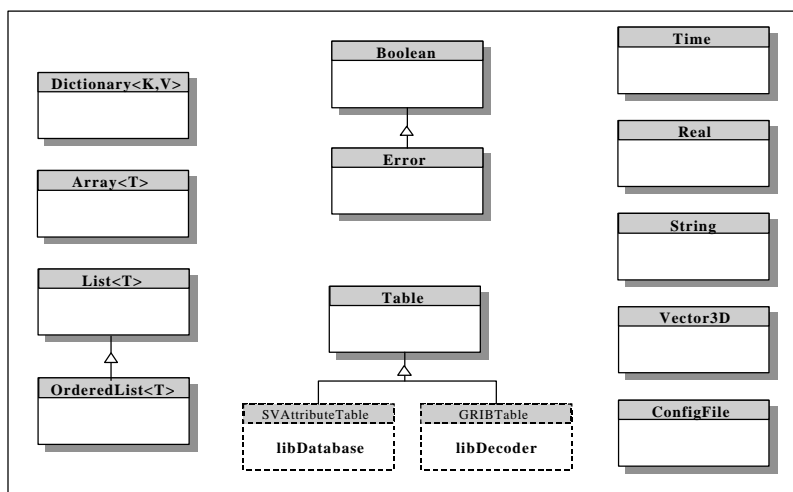 Dictionary<K,V>
Array<T>
List<T>
OrderedList<T>
Boolean
Error
Table
SVAttributeTable
libDatabase
GRIBTable
libDecoder
Time
Real
String
Vector3D
ConfigFile